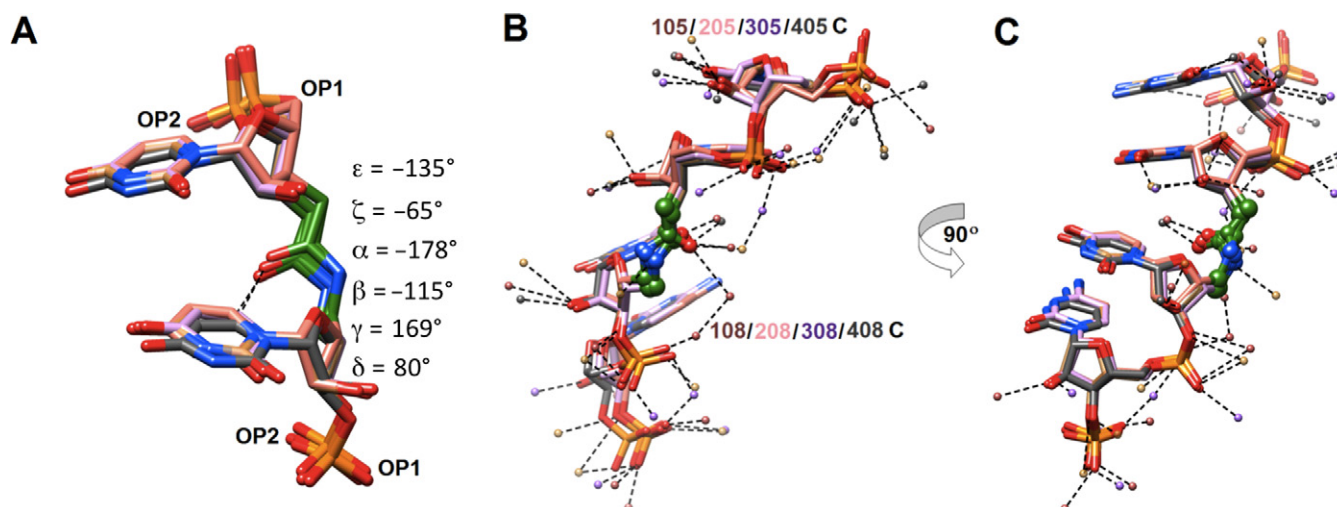 A
OP1
OP2
ε = –135°
ζ = –65°
α = –178°
β = –115°
γ = 169°
δ = 80°
OP2
OP1
B
105/205/305/405 C
108/208/308/408 C
90°
C